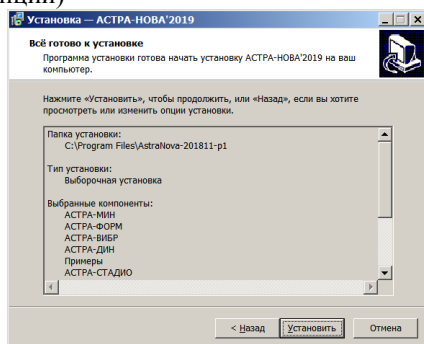 Установка — АСТРА-НОВА'2019
Всё готово к установке
Программа установки готова начать установку АСТРА-НОВА'2019 на ваш
компьютер.
Нажмите «Установить», чтобы продолжить, или «Назад», если вы хотите
просмотреть или изменить опции установки.
Папка установки:
C:\Program Files\AstraNova-201811-p1
Тип установки:
Выборочная установка
Выбранные компоненты:
АСТРА-МИН
АСТРА-ФОРМ
АСТРА-ВИБР
АСТРА-ДИН
Примеры
АСТРА-СТАДИО
< Назад
Установить
Отмена